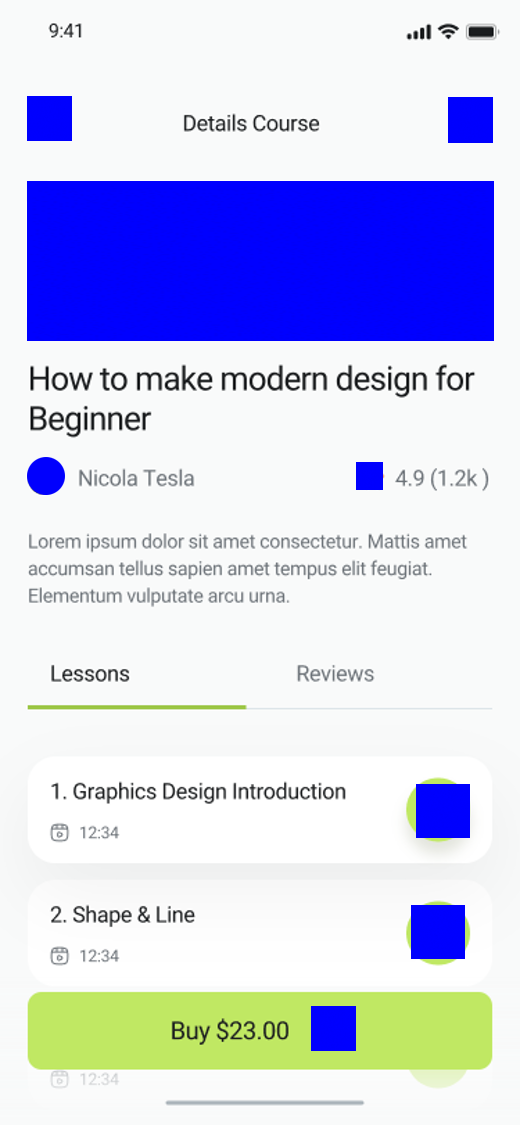 9:41
Details Course
How to make modern design for
Beginner
Nicola Tesla
4.9 (1.2k )
Lorem ipsum dolor sit amet consectetur. Mattis amet
accumsan tellus sapien amet tempus elit feugiat.
Elementum vulputate arcu urna.
Lessons
Reviews
1. Graphics Design Introduction
12:34
2. Shape & Line
12:34
Buy $23.00
12:34